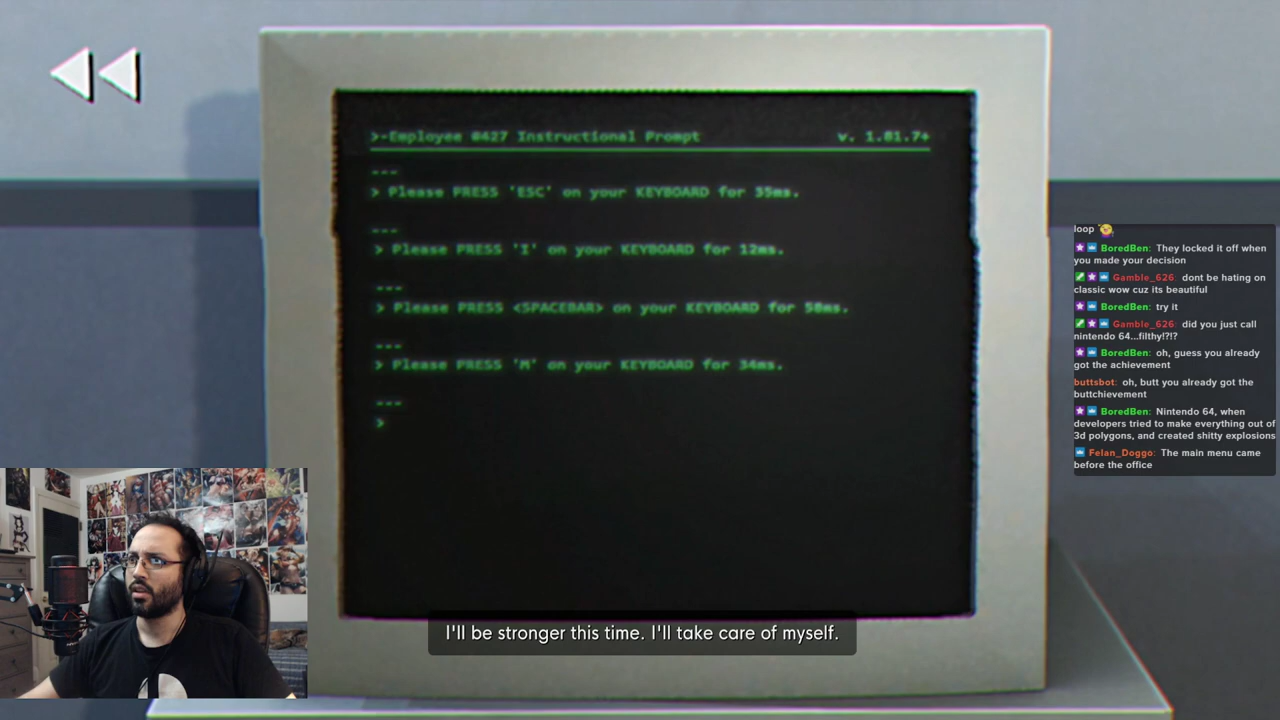 >-Employee #427 Instructional Prompt v. 1.01.7+
---
> Please PRESS 'ESC' on your KEYBOARD for 35ms.
---
> Please PRESS 'I' on your KEYBOARD for 12ms.
---
> Please PRESS <SPACEBAR> on your KEYBOARD for 50ms.
---
> Please PRESS 'M' on your KEYBOARD for 34ms.
---
>
I'll be stronger this time. I'll take care of myself.
loop
BoredBen: They locked it off when
you made your decision
Gamble_626: dont be hating on
classic wow cuz its beautiful
BoredBen: try it
Gamble_626: did you just call
nintendo 64...filthy!?!?
BoredBen: oh, guess you already
got the achievement
buttsbot: oh, butt you already got the
buttchievement
BoredBen: Nintendo 64, when
developers tried to make everything out of
3d polygons, and created shitty explosions
Felan_Doggo: The main menu came
before the office